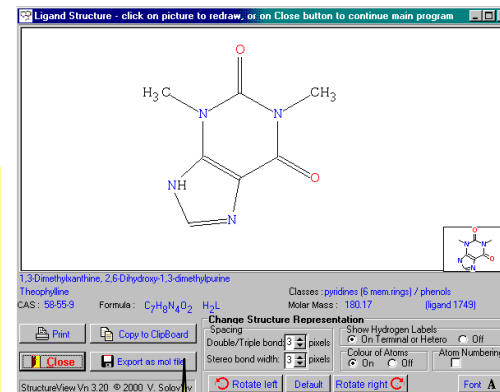 Ligand Structure - click on picture to redraw, or on Close button to continue main program
O
H3C N N CH3
O
NH
N
1,3-Dimethylxanthine, 2,6-Dihydroxy-1,3-dimethylpurine
Theophylline
Classes : pyridines (6 mem.rings) / phenols
CAS : 58-55-9 Formula : C7H8N4O2 H2L Molar Mass : 180.17 (ligand 1749)
Change Structure Representation
Spacing
Double/Triple bond: 3 pixels
Stereo bond width: 3 pixels
Show Hydrogen Labels
On Terminal or Hetero Off
Colour of Atoms
On Off
Atom Numbering
Print Copy to ClipBoard
Close Export as mol file
StructureView Vn 3.20 © 2000 V. Solov
Rotate left Default Rotate right Font A